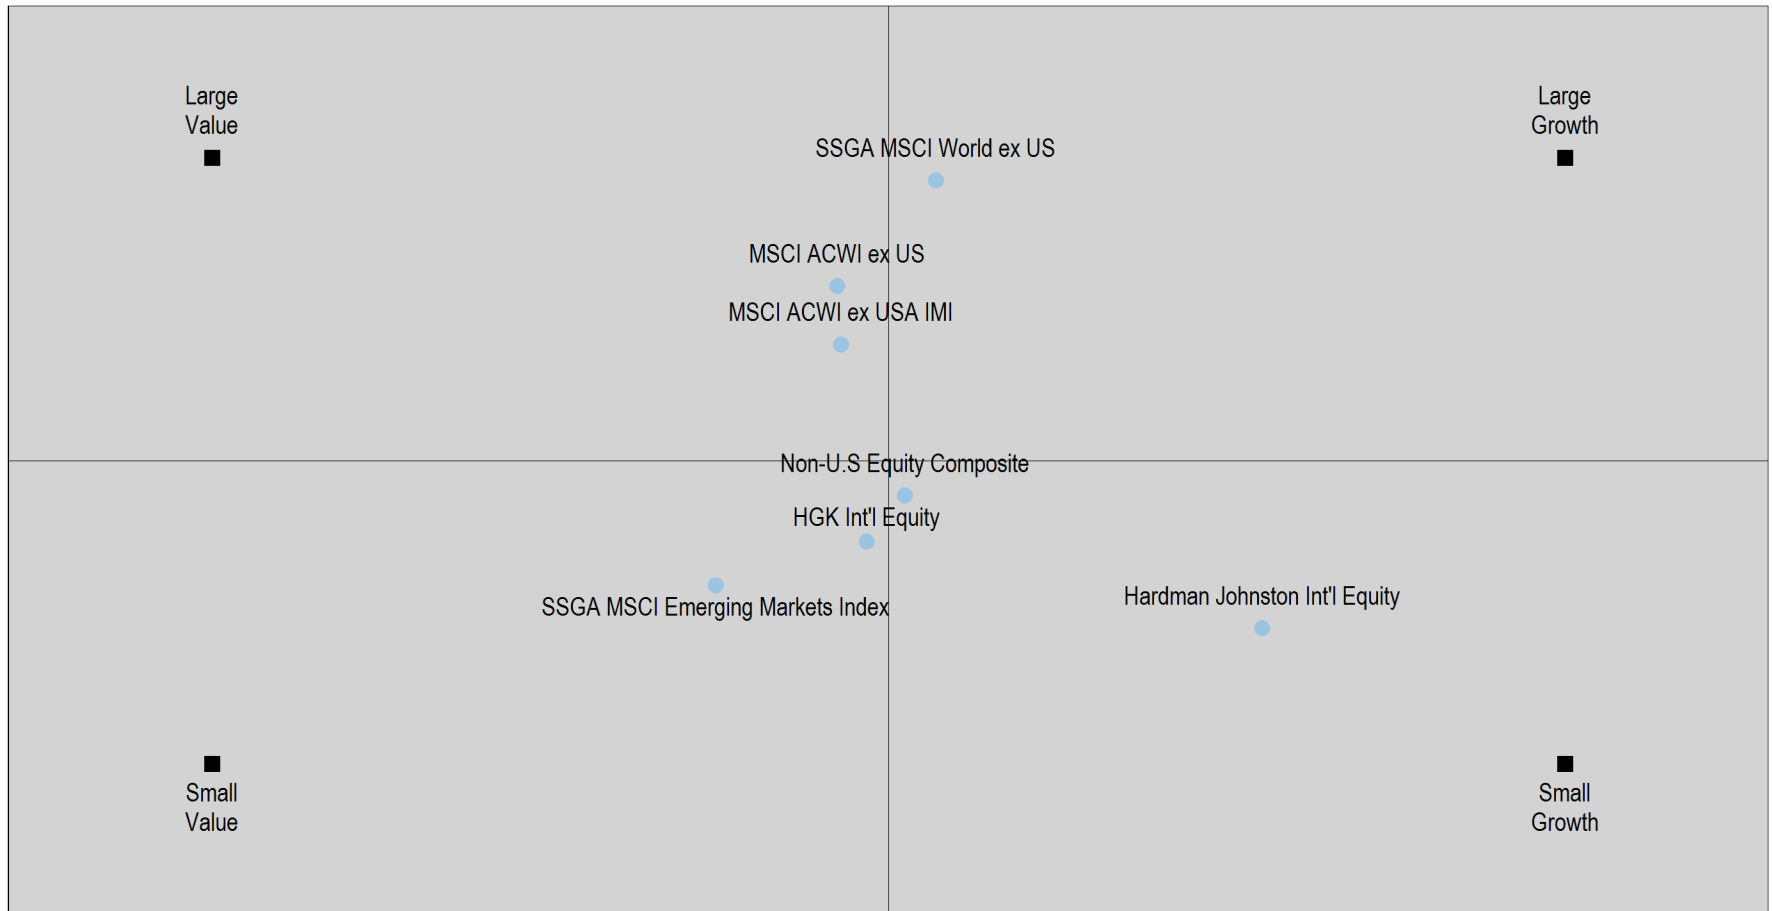 Large
Value
Large
Growth
SSGA MSCI World ex US
MSCI ACWI ex US
MSCI ACWI ex USA IMI
Non-U.S Equity Composite
HGK Int'l Equity
SSGA MSCI Emerging Markets Index
Hardman Johnston Int'l Equity
Small
Value
Small
Growth